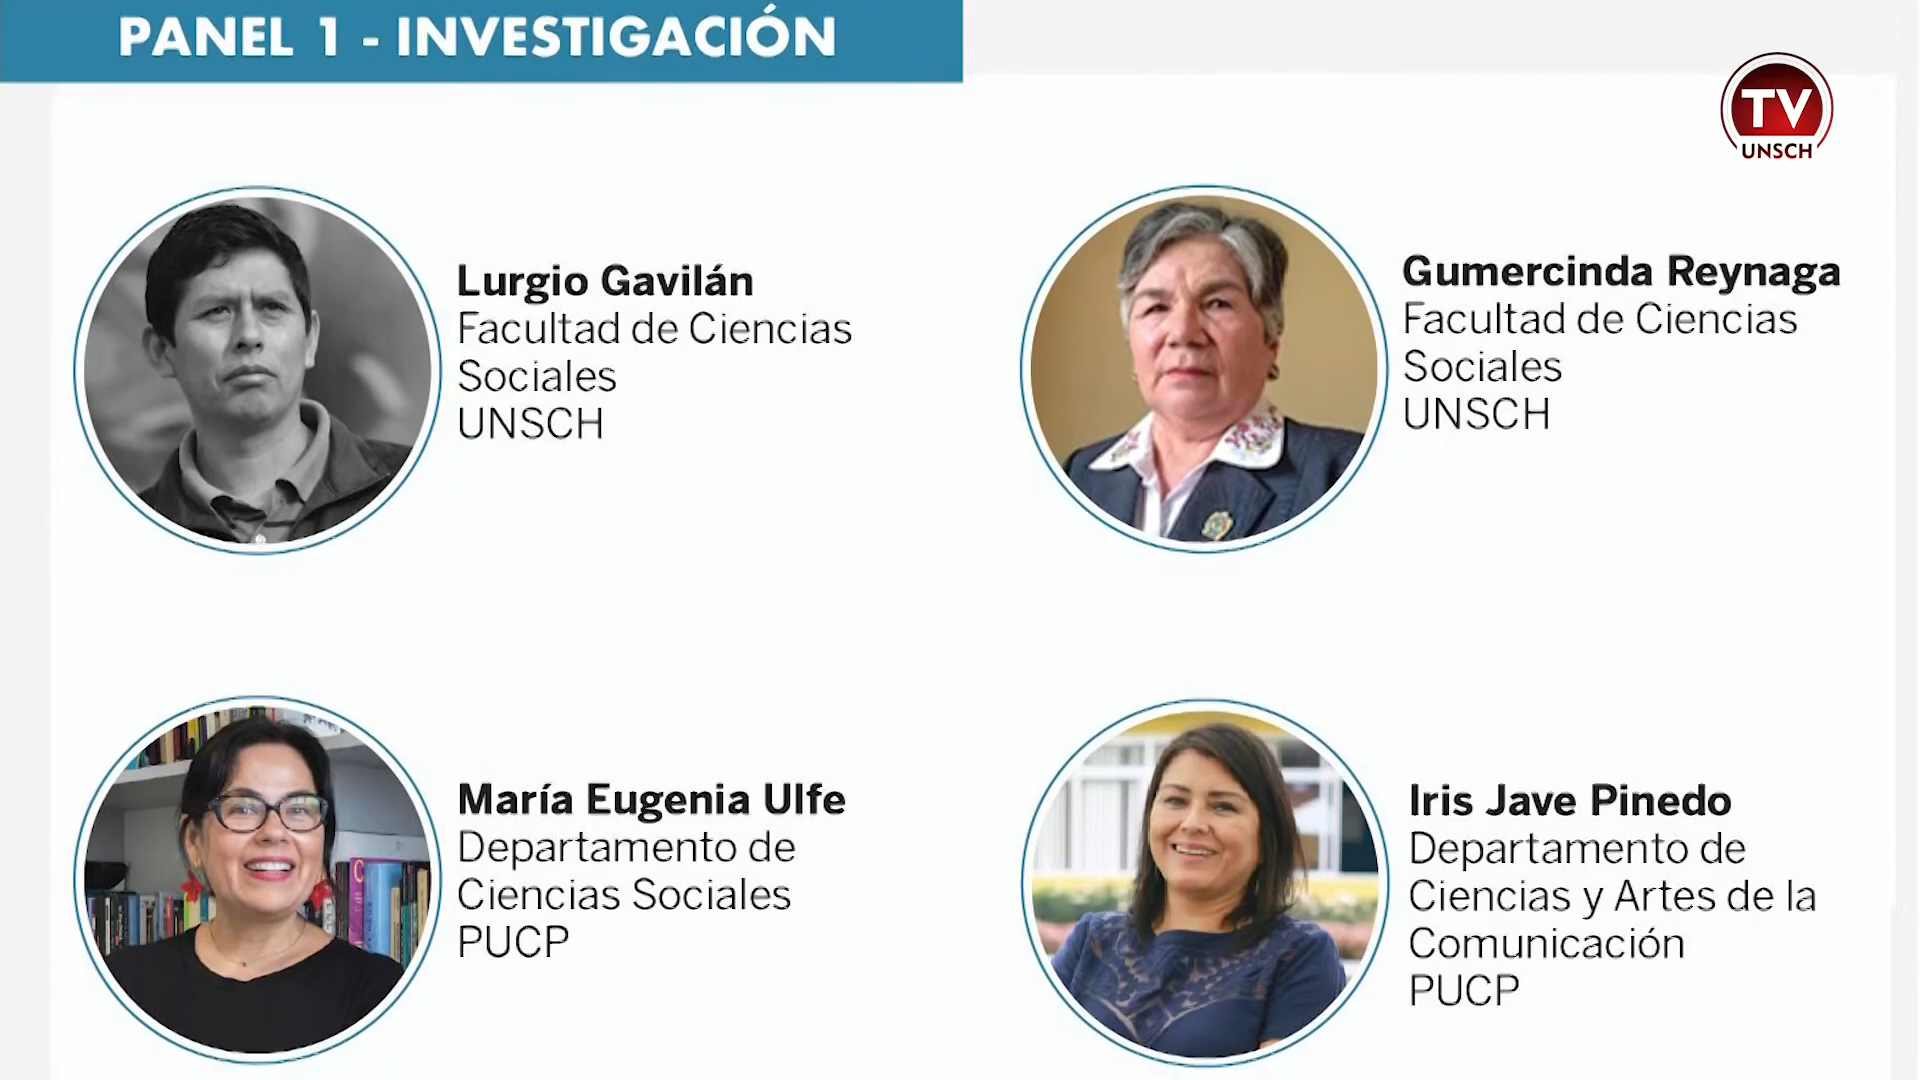 PANEL 1 - INVESTIGACIÓN
TV
UNSCH
Lurgio Gavilán
Facultad de Ciencias
Sociales
UNSCH
Gumercinda Reynaga
Facultad de Ciencias
Sociales
UNSCH
María Eugenia Ulfe
Departamento de
Ciencias Sociales
PUCP
Iris Jave Pinedo
Departamento de
Ciencias y Artes de la
Comunicación
PUCP